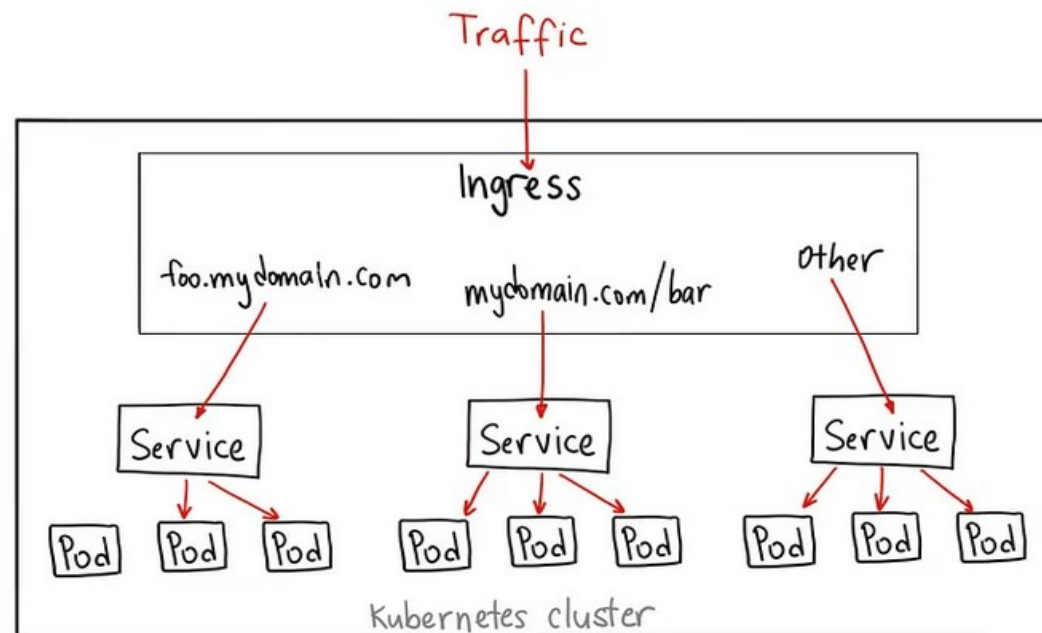 Traffic
Ingress
foo.mydomain.com
mydomain.com/bar
other
Service
Service
Service
Pod
Pod
Pod
Pod
Pod
Pod
Pod
Pod
Pod
Kubernetes cluster